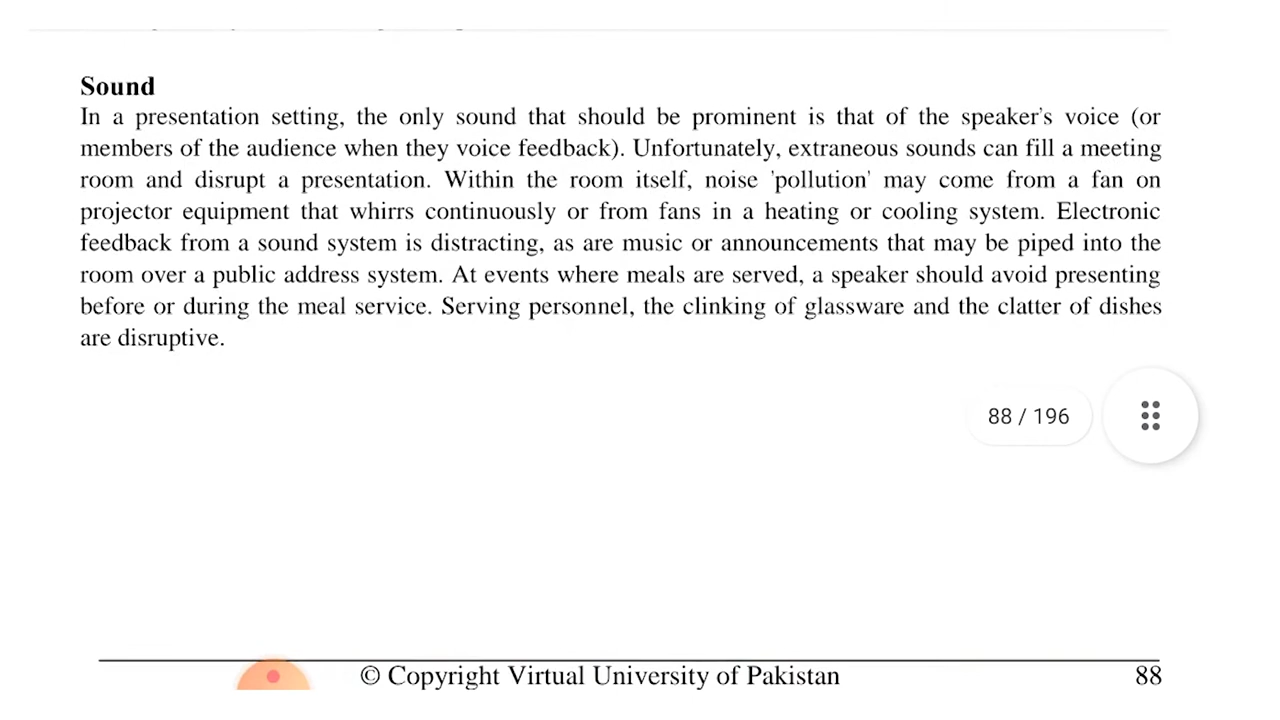 Sound
In a presentation setting, the only sound that should be prominent is that of the speaker's voice (or
members of the audience when they voice feedback). Unfortunately, extraneous sounds can fill a meeting
room and disrupt a presentation. Within the room itself, noise 'pollution' may come from a fan on
projector equipment that whirrs continuously or from fans in a heating or cooling system. Electronic
feedback from a sound system is distracting, as are music or announcements that may be piped into the
room over a public address system. At events where meals are served, a speaker should avoid presenting
before or during the meal service. Serving personnel, the clinking of glassware and the clatter of dishes
are disruptive.
88 / 196
© Copyright Virtual University of Pakistan 88